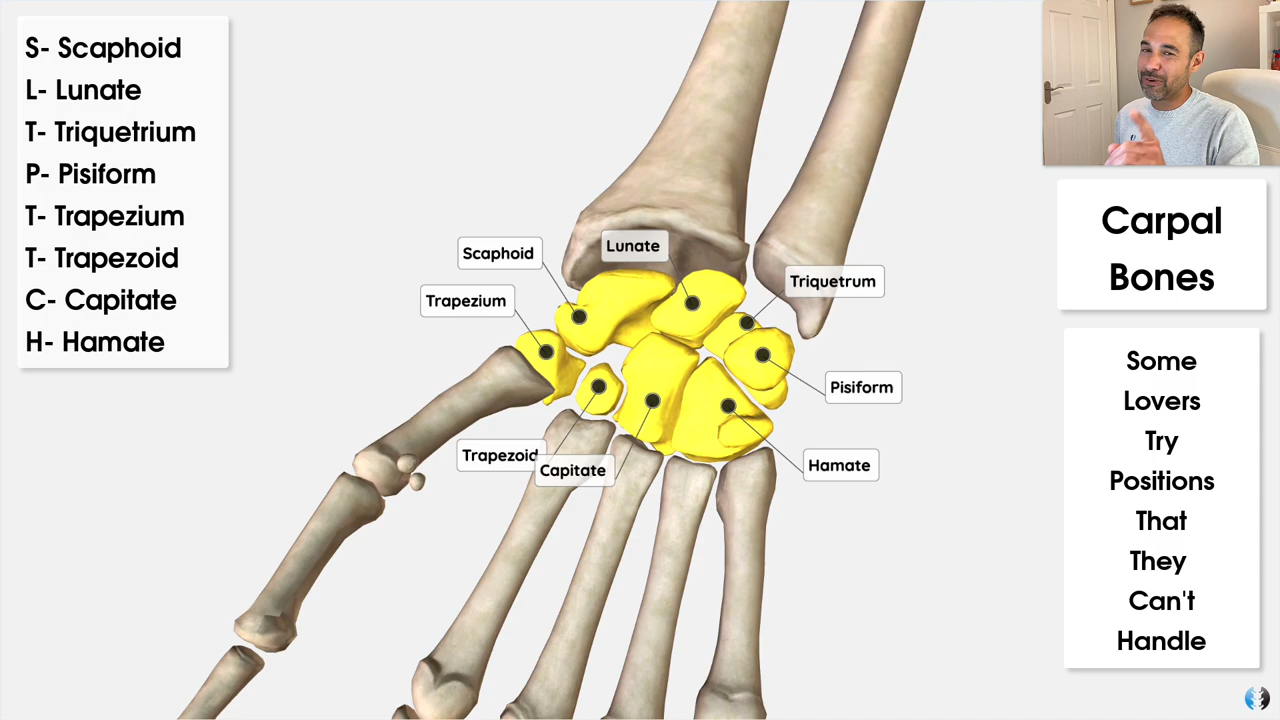 S- Scaphoid
L- Lunate
T- Triquetrium
P- Pisiform
T- Trapezium
T- Trapezoid
C- Capitate
H- Hamate
Scaphoid
Lunate
Trapezium
Triquetrum
Pisiform
Trapezoid
Capitate
Hamate
Carpal
Bones
Some
Lovers
Try
Positions
That
They
Can't
Handle